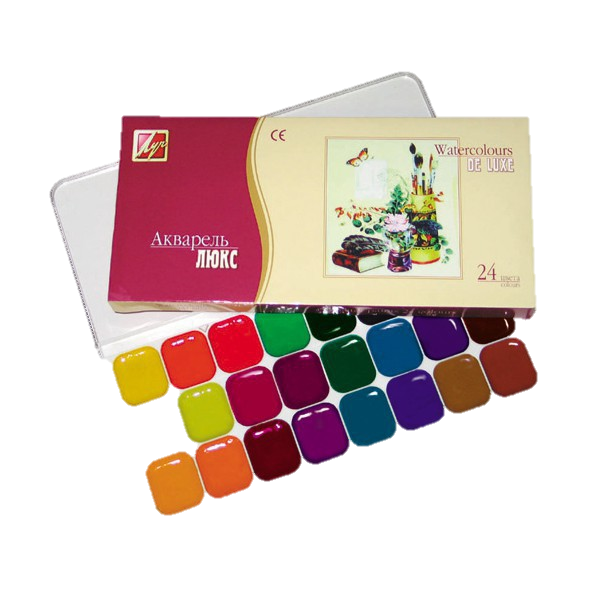 Луч
CE
Watercolours
DE LUXE
Акварель
ЛЮКС
24 цвета
colours